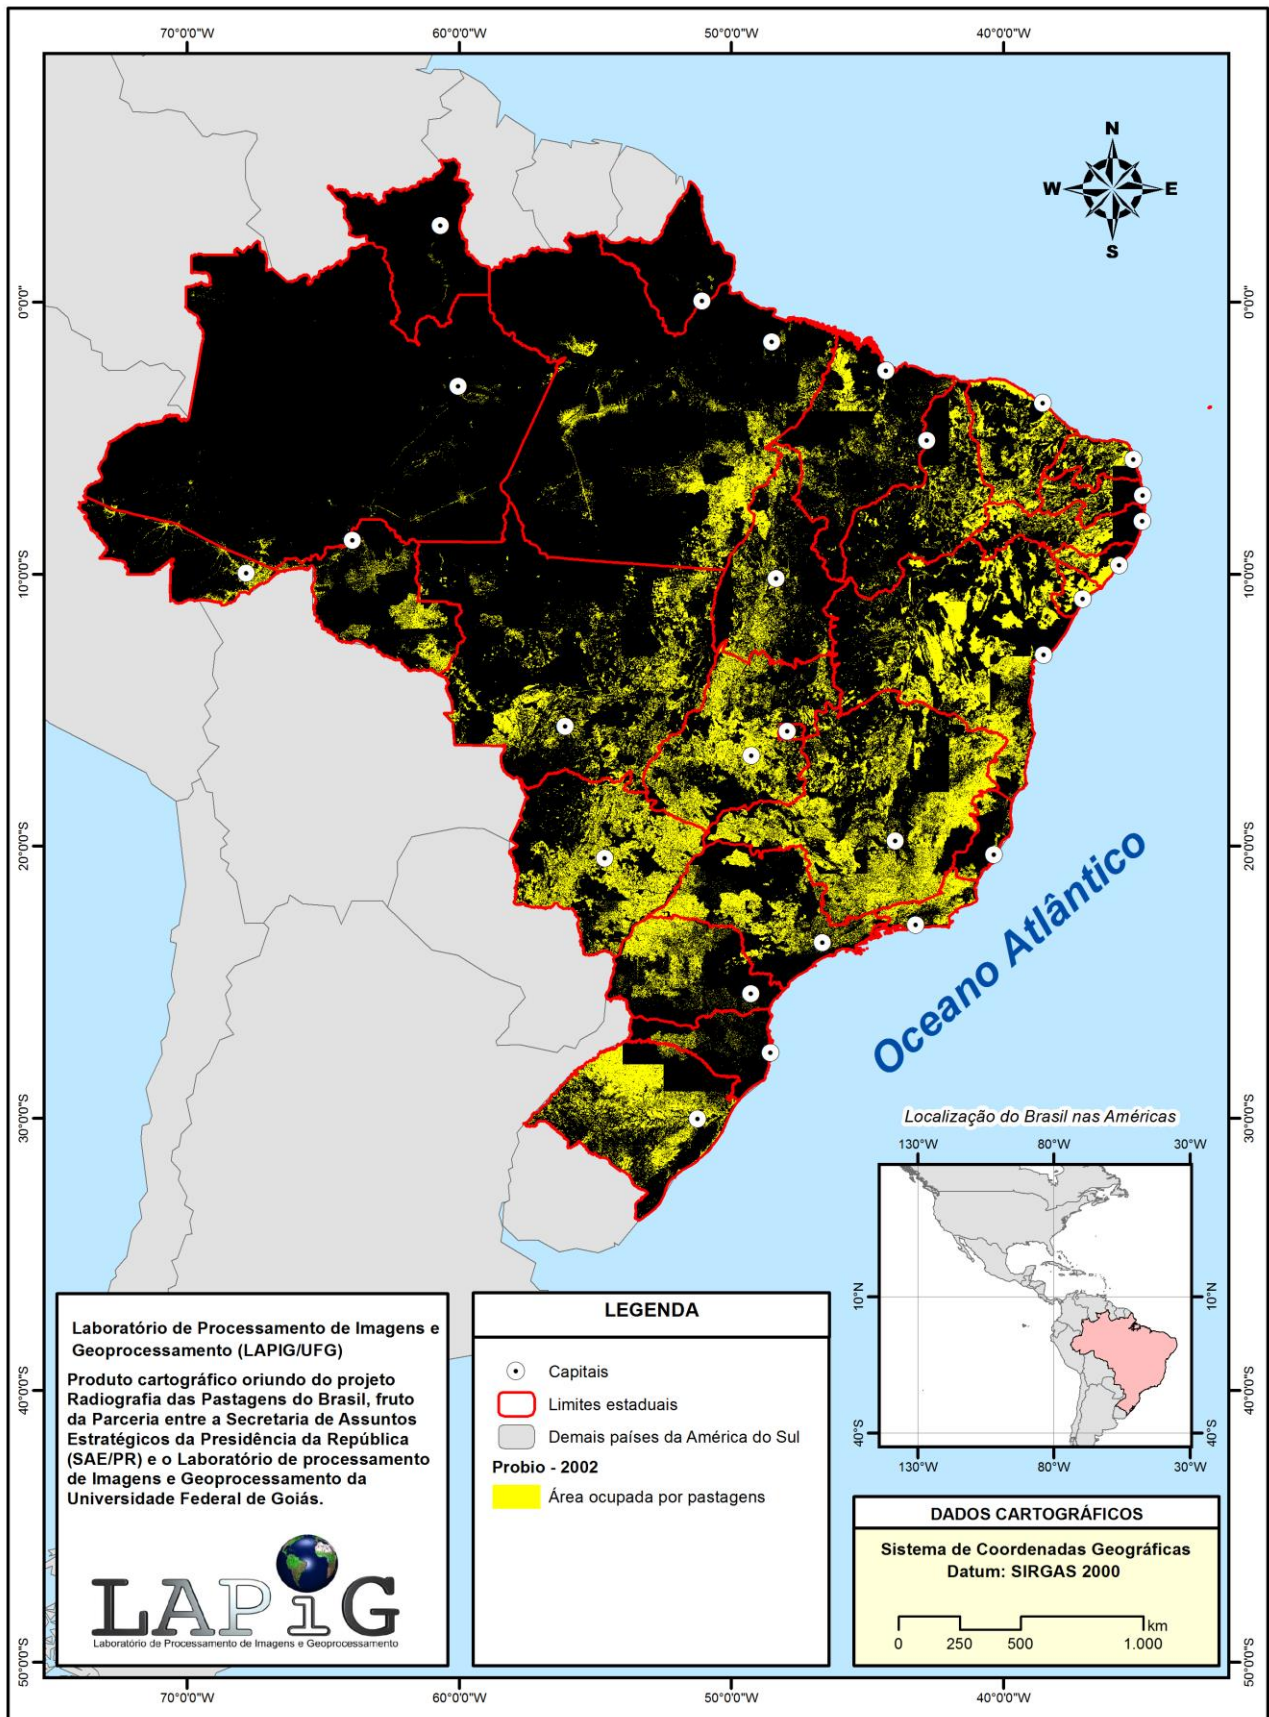 70°0'0"W 60°0'0"W 50°0'0"W 40°0'0"W
N
W E
S
0°0'0" 0°0'0"
10°0'0"S 10°0'0"S
20°0'0"S 20°0'0"S
Oceano Atlântico
30°0'0"S 30°0'0"S
40°0'0"S 40°0'0"S
50°0'0"S 50°0'0"S
Localização do Brasil nas Américas
130°W 80°W 30°W
10°N 10°N
40°S 40°S
130°W 80°W 30°W
Laboratório de Processamento de Imagens e
Geoprocessamento (LAPIG/UFG)
Produto cartográfico oriundo do projeto
Radiografia das Pastagens do Brasil, fruto
da Parceria entre a Secretaria de Assuntos
Estratégicos da Presidência da República
(SAE/PR) e o Laboratório de processamento
de Imagens e Geoprocessamento da
Universidade Federal de Goiás.
LAPiG
Laboratório de Processamento de Imagens e Geoprocessamento
LEGENDA
Capitais
Limites estaduais
Demais países da América do Sul
Probio - 2002
Área ocupada por pastagens
DADOS CARTOGRÁFICOS
Sistema de Coordenadas Geográficas
Datum: SIRGAS 2000
km
0 250 500 1.000
70°0'0"W 60°0'0"W 50°0'0"W 40°0'0"W